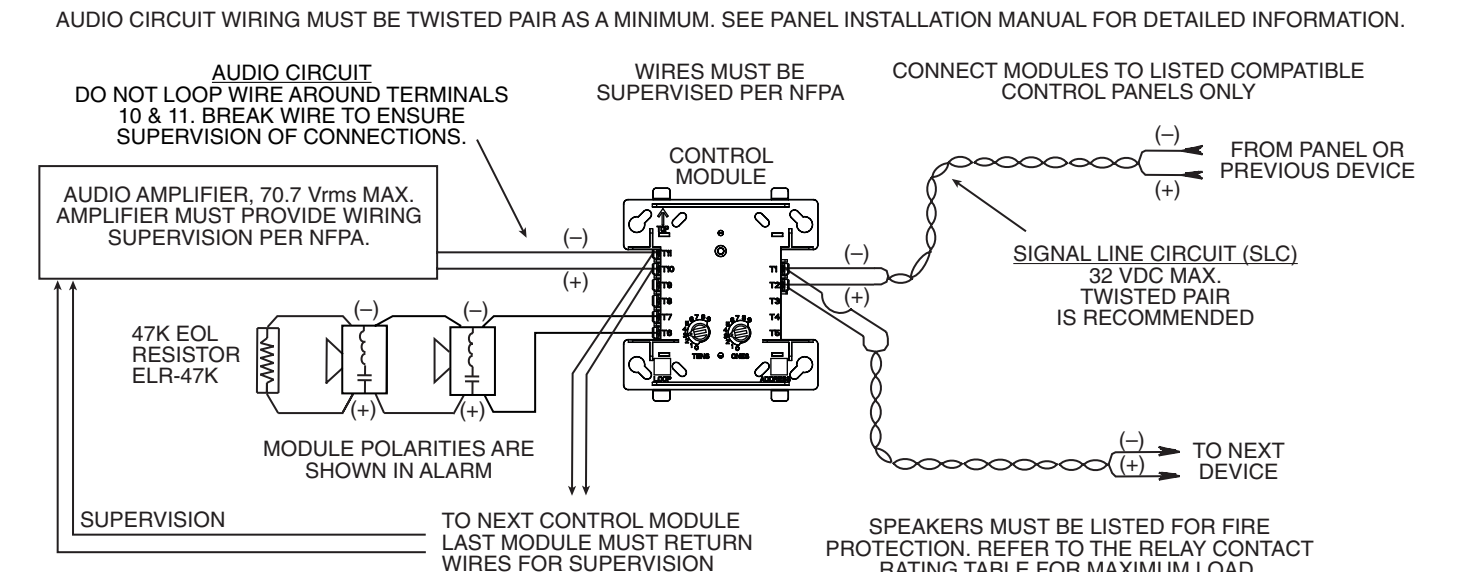 AUDIO CIRCUIT WIRING MUST BE TWISTED PAIR AS A MINIMUM. SEE PANEL INSTALLATION MANUAL FOR DETAILED INFORMATION.
AUDIO CIRCUIT
DO NOT LOOP WIRE AROUND TERMINALS
10 & 11. BREAK WIRE TO ENSURE
SUPERVISION OF CONNECTIONS.
WIRES MUST BE
SUPERVISED PER NFPA
CONNECT MODULES TO LISTED COMPATIBLE
CONTROL PANELS ONLY
(–)
(+)
FROM PANEL OR
PREVIOUS DEVICE
CONTROL
MODULE
AUDIO AMPLIFIER, 70.7 Vrms MAX.
AMPLIFIER MUST PROVIDE WIRING
SUPERVISION PER NFPA.
(–)
(+)
TOP
T11
T10
T9
T8
T7
T6
T1
T2
T3
T4
T5
TENS
ONES
LOOP
ADDRESS
(–)
(+)
SIGNAL LINE CIRCUIT (SLC)
32 VDC MAX.
TWISTED PAIR
IS RECOMMENDED
47K EOL
RESISTOR
ELR-47K
(–)
(–)
(+)
(+)
MODULE POLARITIES ARE
SHOWN IN ALARM
(–)
(+)
TO NEXT
DEVICE
SUPERVISION
TO NEXT CONTROL MODULE
LAST MODULE MUST RETURN
WIRES FOR SUPERVISION
SPEAKERS MUST BE LISTED FOR FIRE
PROTECTION. REFER TO THE RELAY CONTACT
RATING TABLE FOR MAXIMUM LOAD